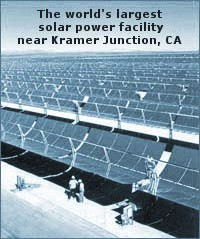 The world's largest
solar power facility
near Kramer Junction, CA